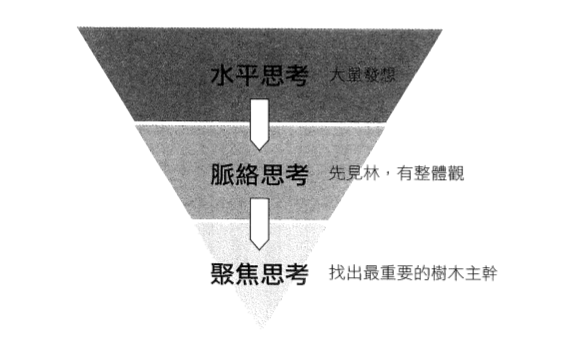 水平思考 大量發想
脈絡思考 先見林，有整體觀
聚焦思考 找出最重要的樹木主幹